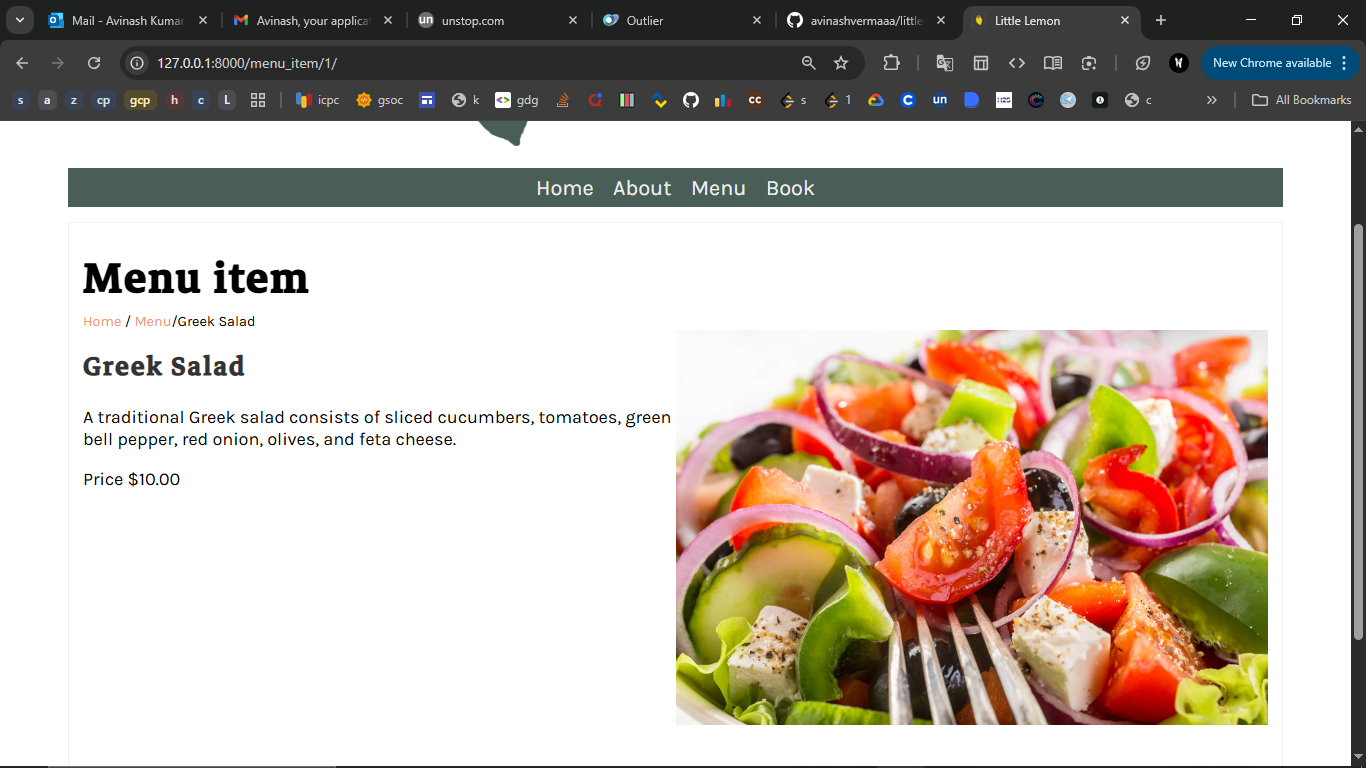 Mail - Avinash Kumar
Avinash, your applicat
un unstop.com
Outlier
avinashvermaaa/little
Little Lemon
127.0.0.1:8000/menu_item/1/
New Chrome available
s a z cp gcp h c L icpc gsoc k gdg cc s 1 un c » All Bookmarks
Home About Menu Book
Menu item
Home / Menu/Greek Salad
Greek Salad
A traditional Greek salad consists of sliced cucumbers, tomatoes, green
bell pepper, red onion, olives, and feta cheese.
Price $10.00